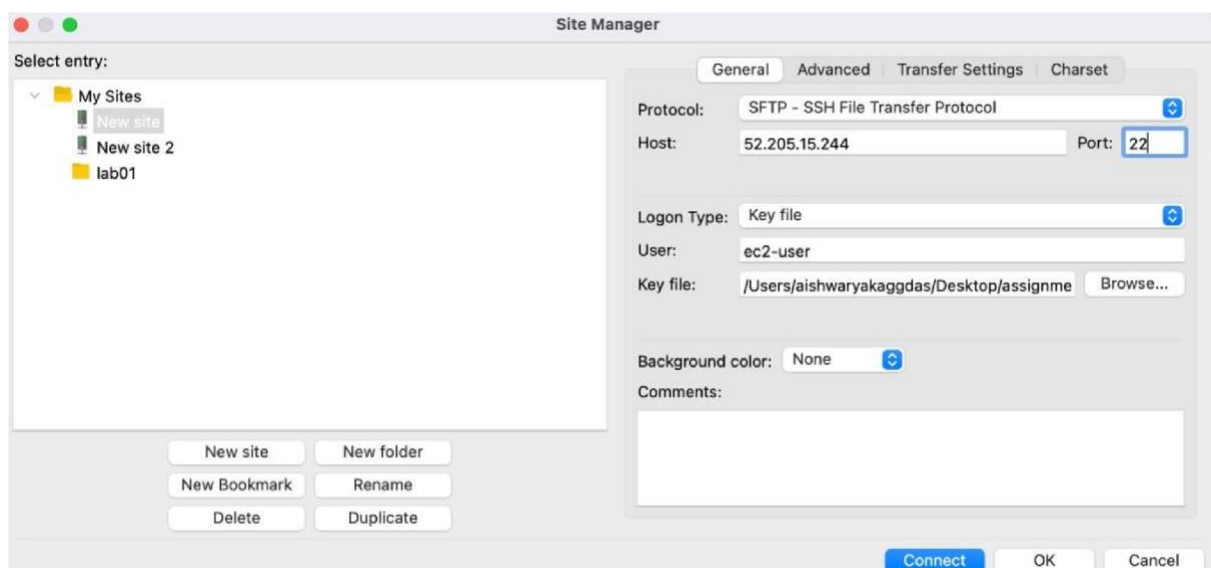 Site Manager
Select entry:
My Sites
New site
New site 2
lab01
New site New folder
New Bookmark Rename
Delete Duplicate
General Advanced Transfer Settings Charset
Protocol: SFTP - SSH File Transfer Protocol
Host: 52.205.15.244 Port: 22
Logon Type: Key file
User: ec2-user
Key file: /Users/aishwaryakaggdas/Desktop/assignme Browse...
Background color: None
Comments:
Connect OK Cancel